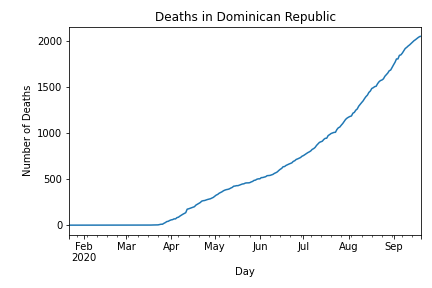 Deaths in Dominican Republic
Number of Deaths
2000
1500
1000
500
0
Feb Mar Apr May Jun Jul Aug Sep
2020
Day